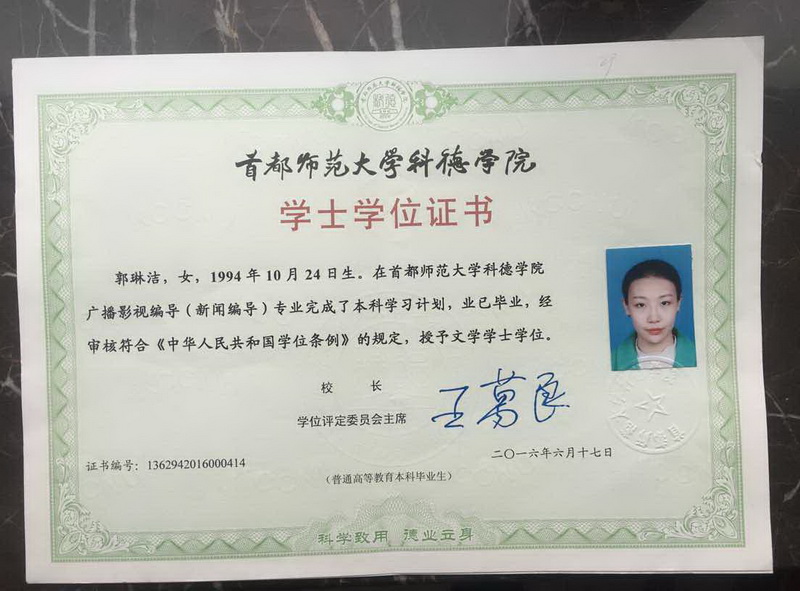 首都师范大学科德学院
学士学位证书
郭琳洁，女，1994年10月24日生。在首都师范大学科德学院
广播影视编导（新闻编导）专业完成了本科学习计划，业已毕业，经
审核符合《中华人民共和国学位条例》的规定，授予文学学士学位。
校 长
学位评定委员会主席
王葛良
证书编号：1362942016000414
二〇一六年六月十七日
（普通高等教育本科毕业生）
科学致用 德业立身